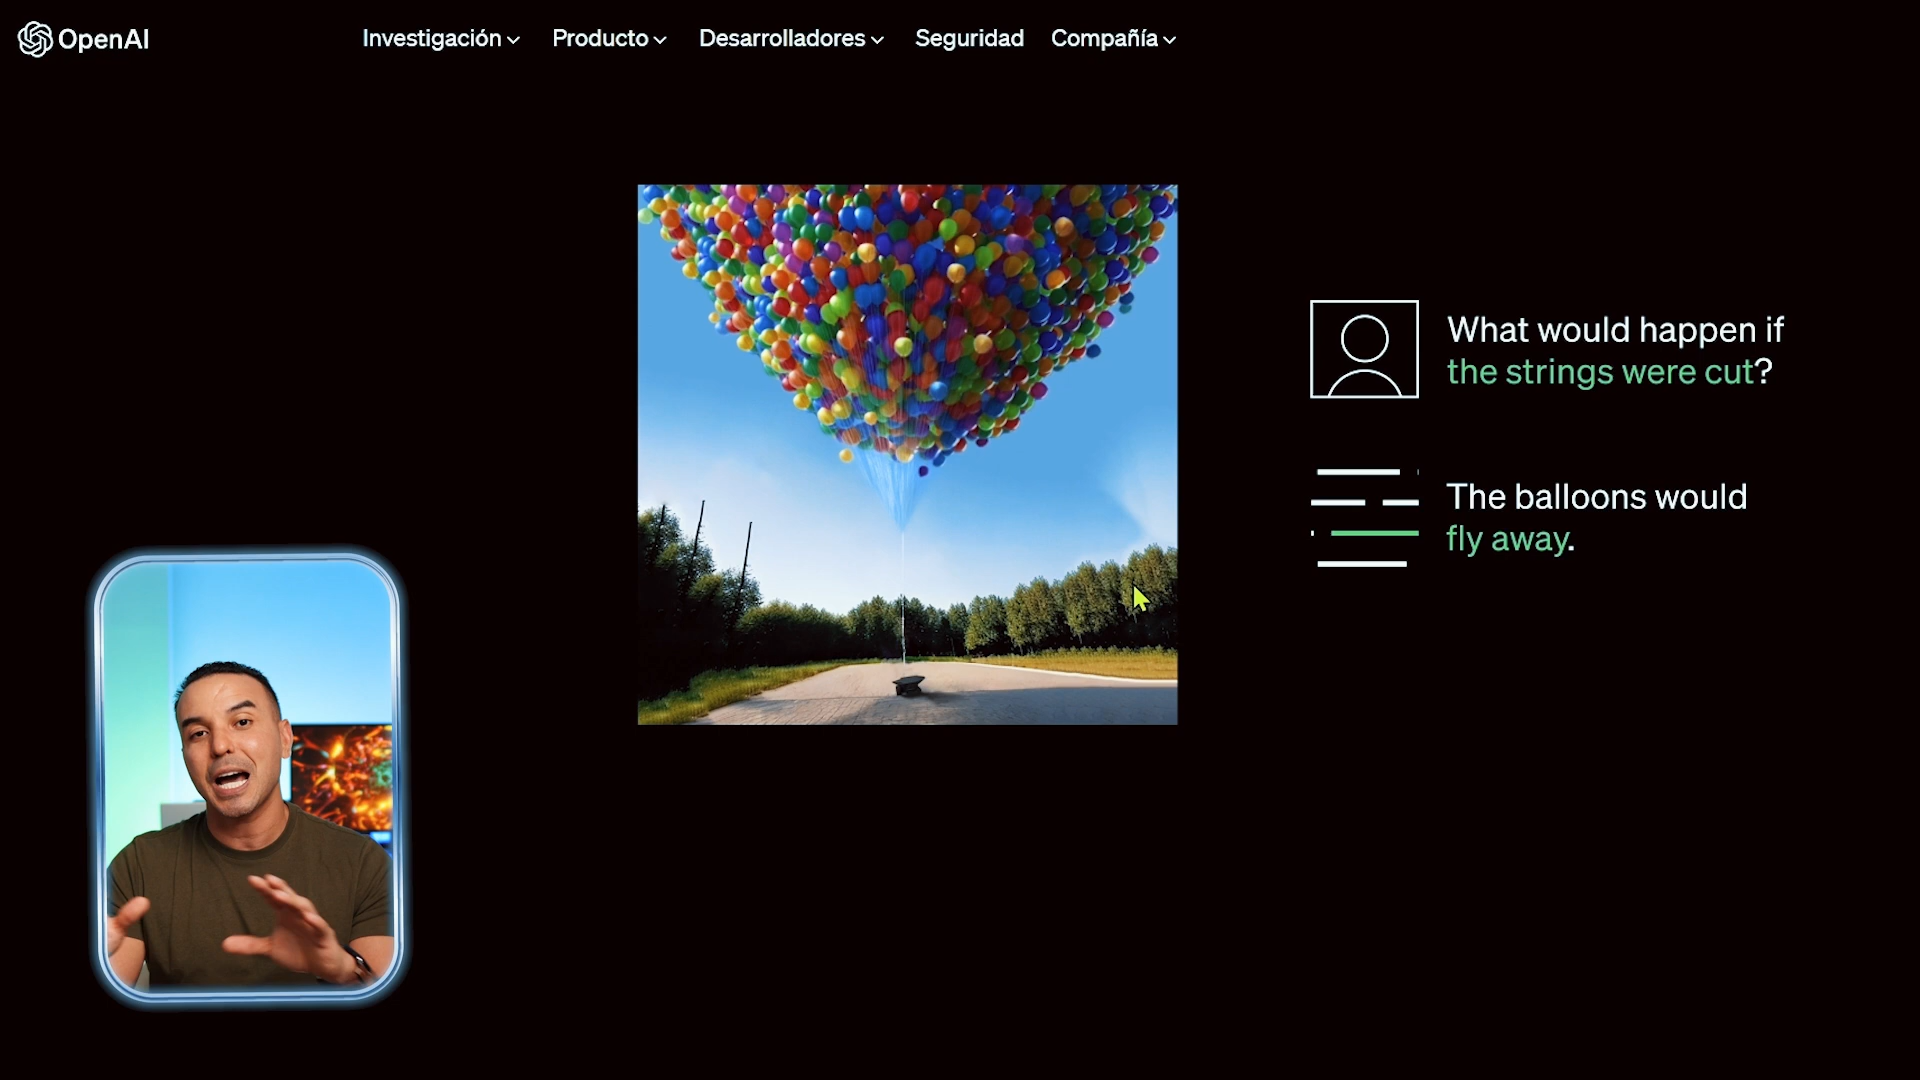 OpenAI
Investigación
Producto
Desarrolladores
Seguridad
Compañía
What would happen if
the strings were cut?
The balloons would
fly away.